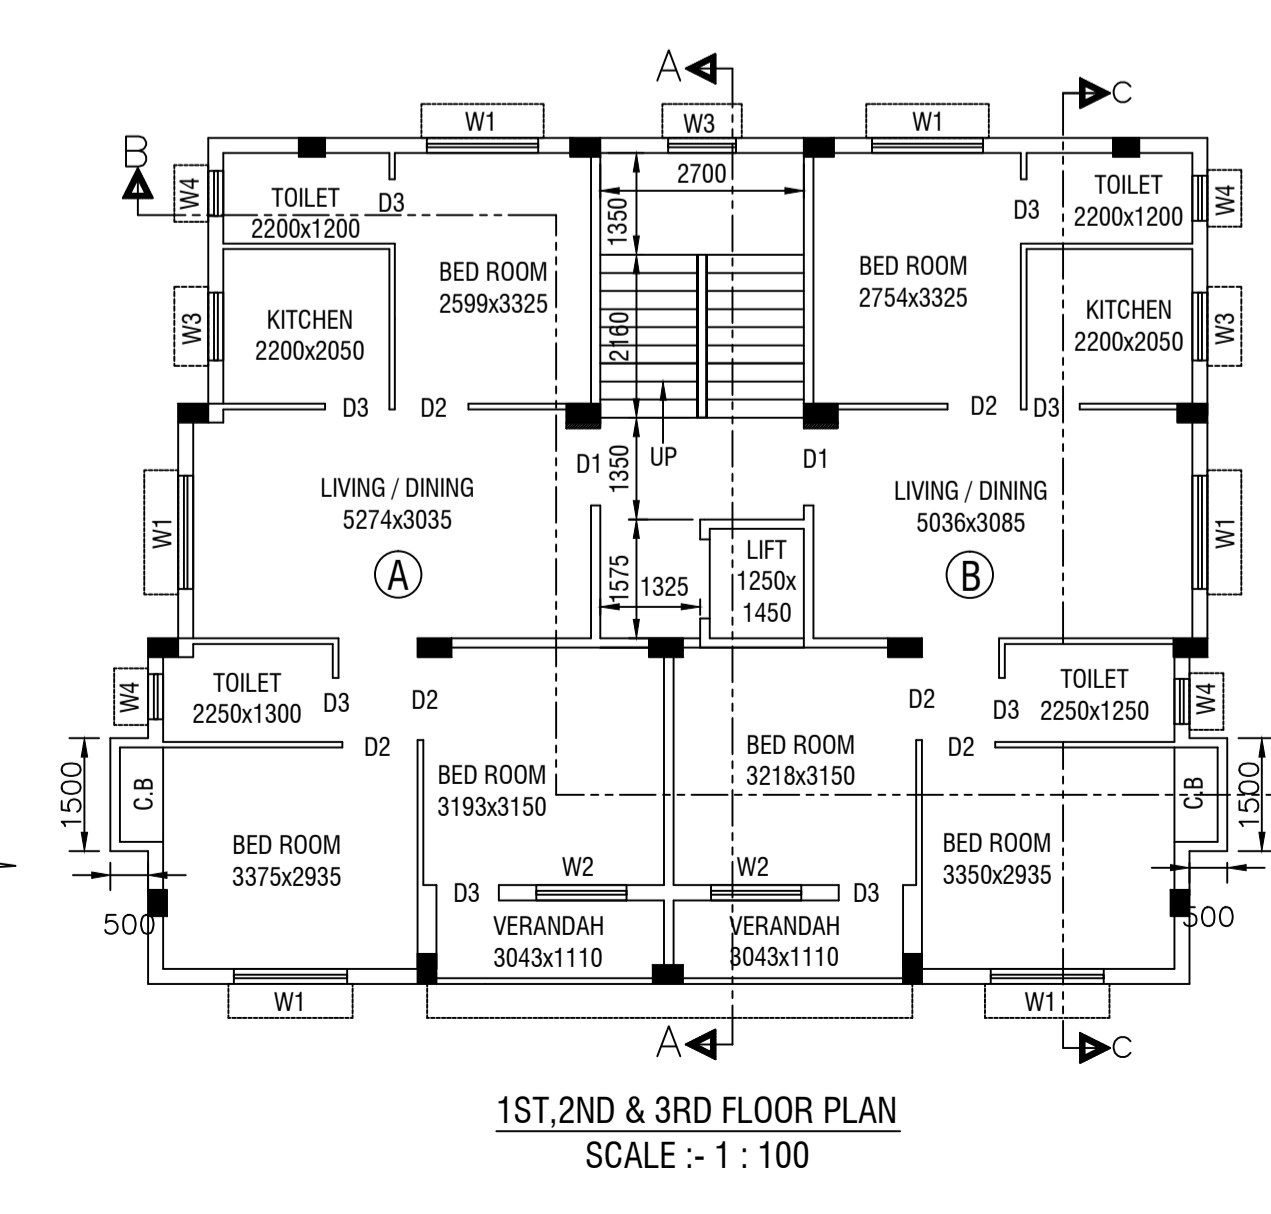 A
C
W1
W3
W1
B
W4
TOILET
2200x1200
D3
2700
1350
D3
TOILET
2200x1200
W4
BED ROOM
2599x3325
BED ROOM
2754x3325
W3
KITCHEN
2200x2050
2160
KITCHEN
2200x2050
W3
D3
D2
D2
D3
D1
1350
UP
D1
LIVING / DINING
5274x3035
LIVING / DINING
5036x3085
W1
W1
A
1575
1325
LIFT
1250x
1450
B
W4
TOILET
2250x1300
D3
D2
D2
D3
TOILET
2250x1250
W4
D2
D2
1500
C.B
BED ROOM
3193x3150
BED ROOM
3218x3150
C.B
1500
BED ROOM
3375x2935
BED ROOM
3350x2935
W2
W2
D3
D3
500
VERANDAH
3043x1110
VERANDAH
3043x1110
500
W1
W1
A
C
1ST,2ND & 3RD FLOOR PLAN
SCALE :- 1 : 100